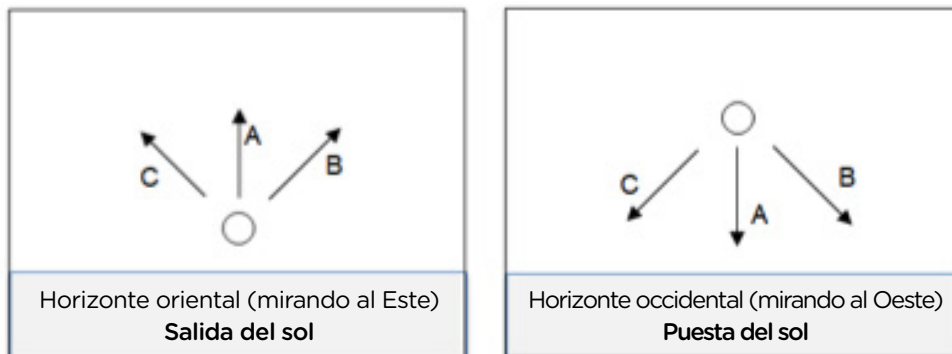 A
B
C
Horizonte oriental (mirando al Este)
Salida del sol
A
B
C
Horizonte occidental (mirando al Oeste)
Puesta del sol